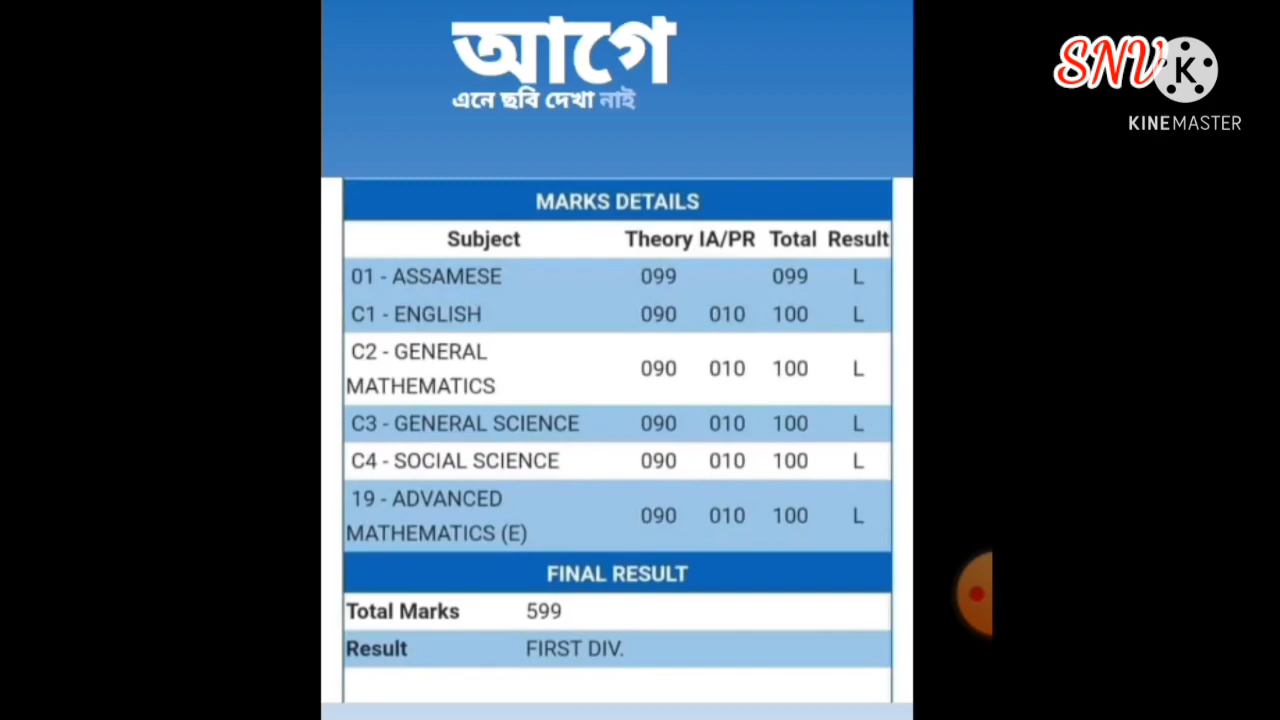 আগে
এনে ছবি দেখা নাই
SNV K
KINEMASTER
MARKS DETAILS
Subject Theory IA/PR Total Result
01 - ASSAMESE 099 099 L
C1 - ENGLISH 090 010 100 L
C2 - GENERAL
MATHEMATICS 090 010 100 L
C3 - GENERAL SCIENCE 090 010 100 L
C4 - SOCIAL SCIENCE 090 010 100 L
19 - ADVANCED
MATHEMATICS (E) 090 010 100 L
FINAL RESULT
Total Marks 599
Result FIRST DIV.